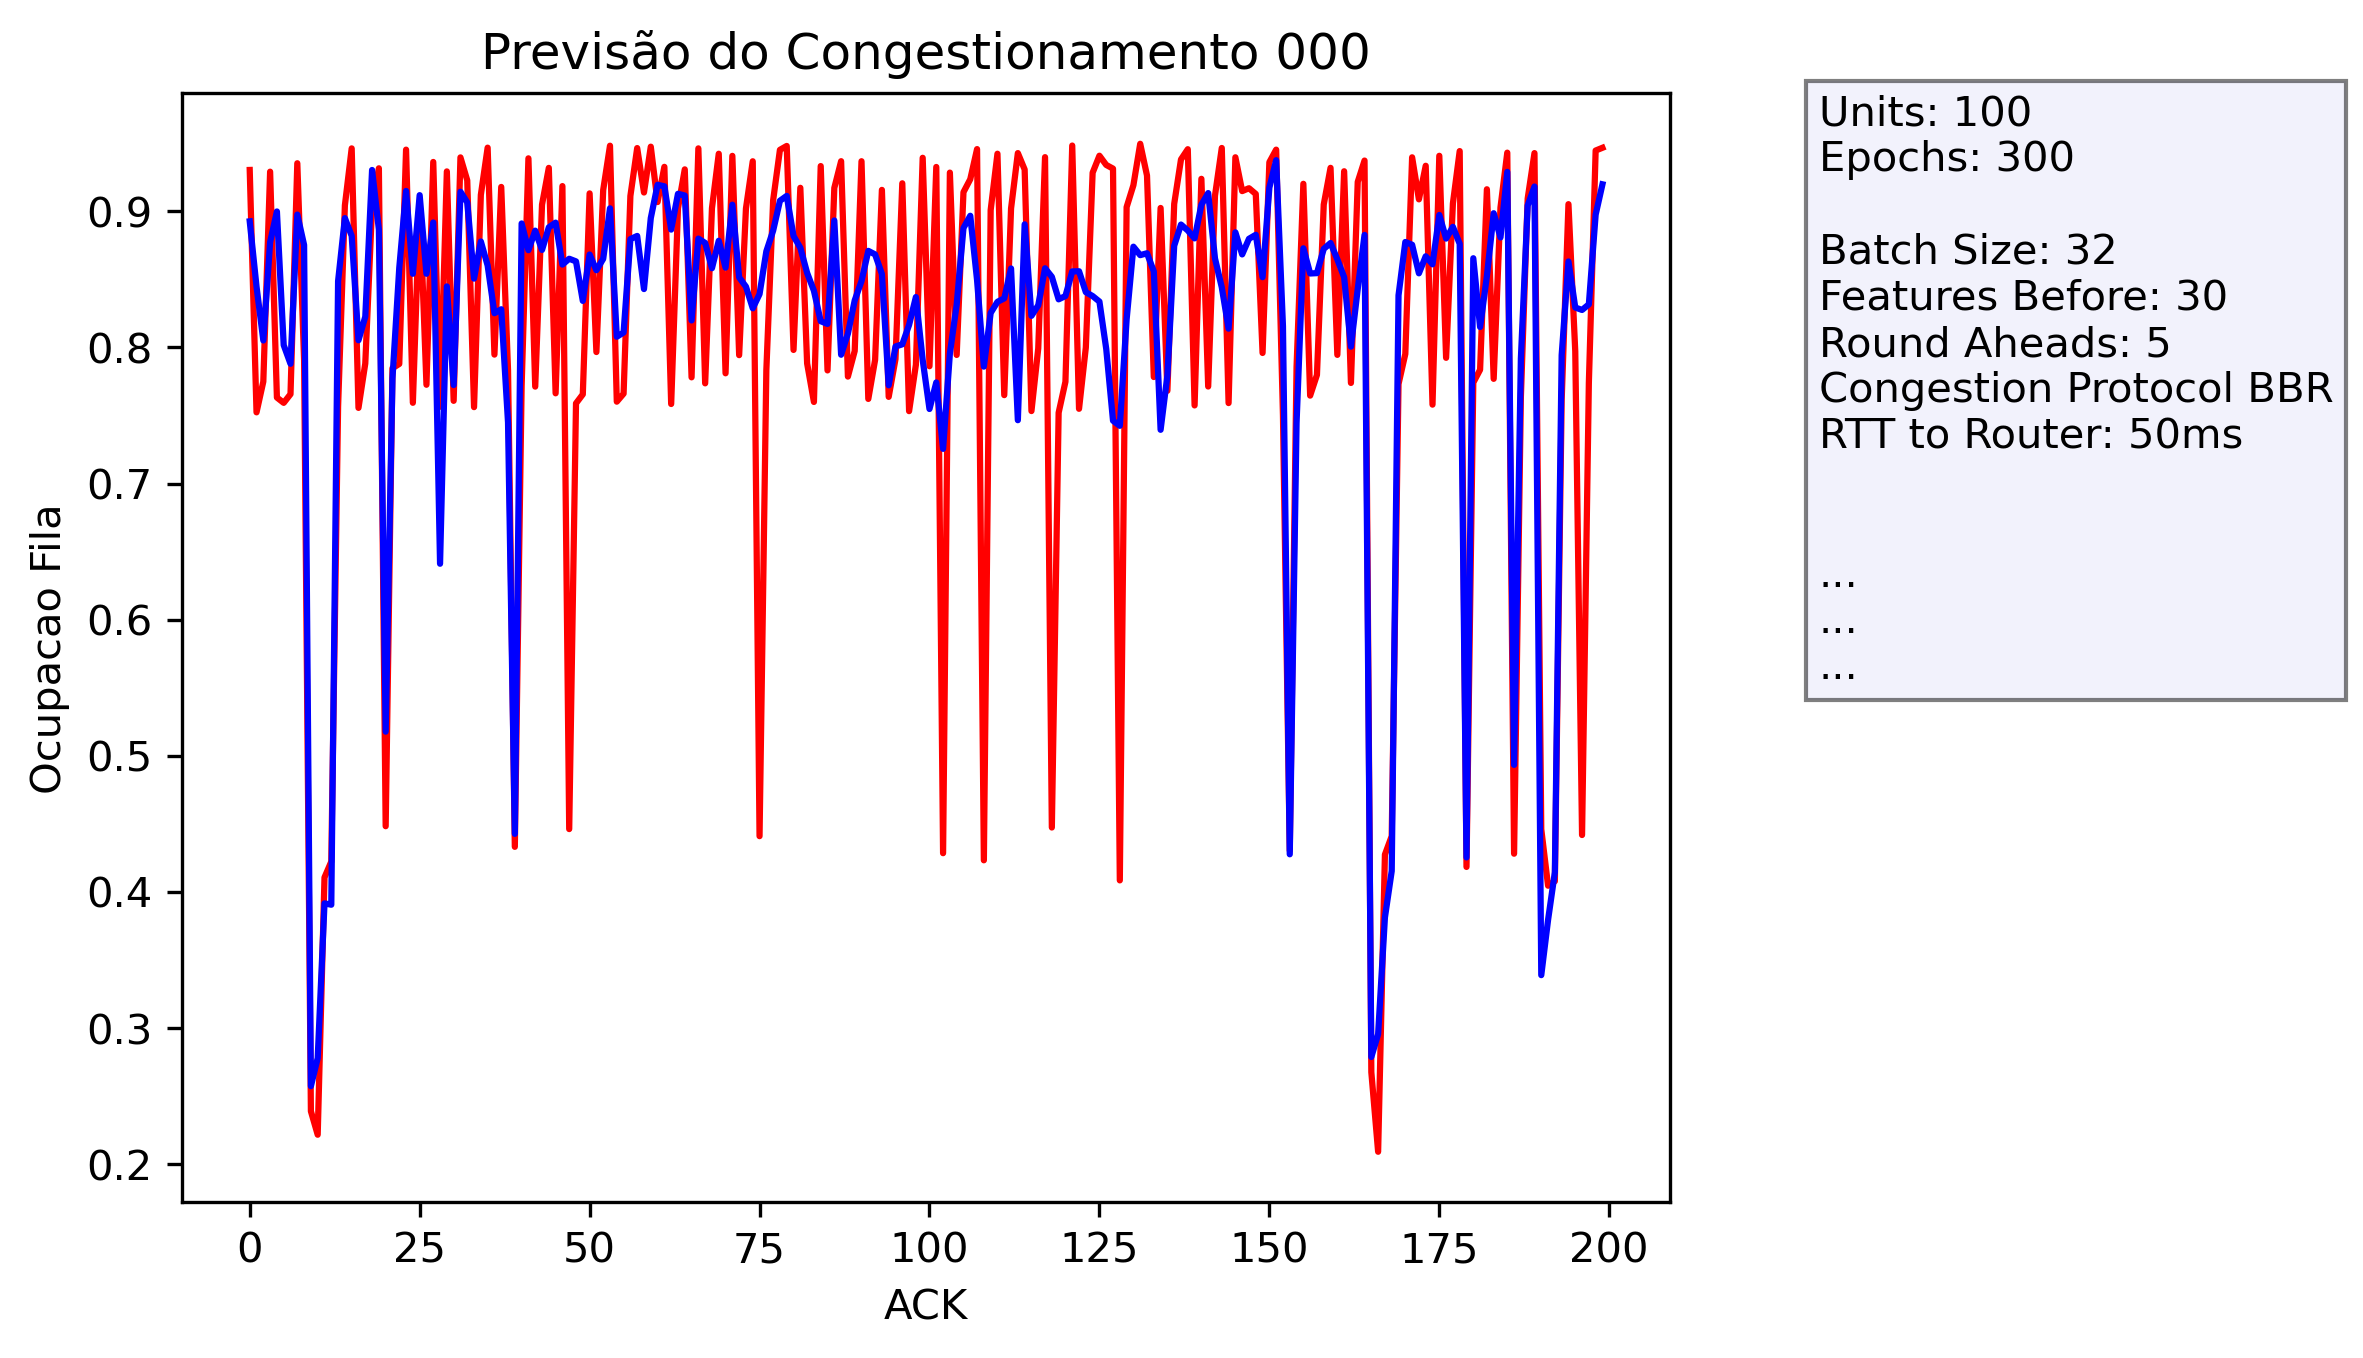 Previsão do Congestionamento 000
Units: 100
Epochs: 300
Batch Size: 32
Features Before: 30
Round Aheads: 5
Congestion Protocol BBR
RTT to Router: 50ms
...
...
...
Ocupacao Fila
0.9
0.8
0.7
0.6
0.5
0.4
0.3
0.2
0 25 50 75 100 125 150 175 200
ACK